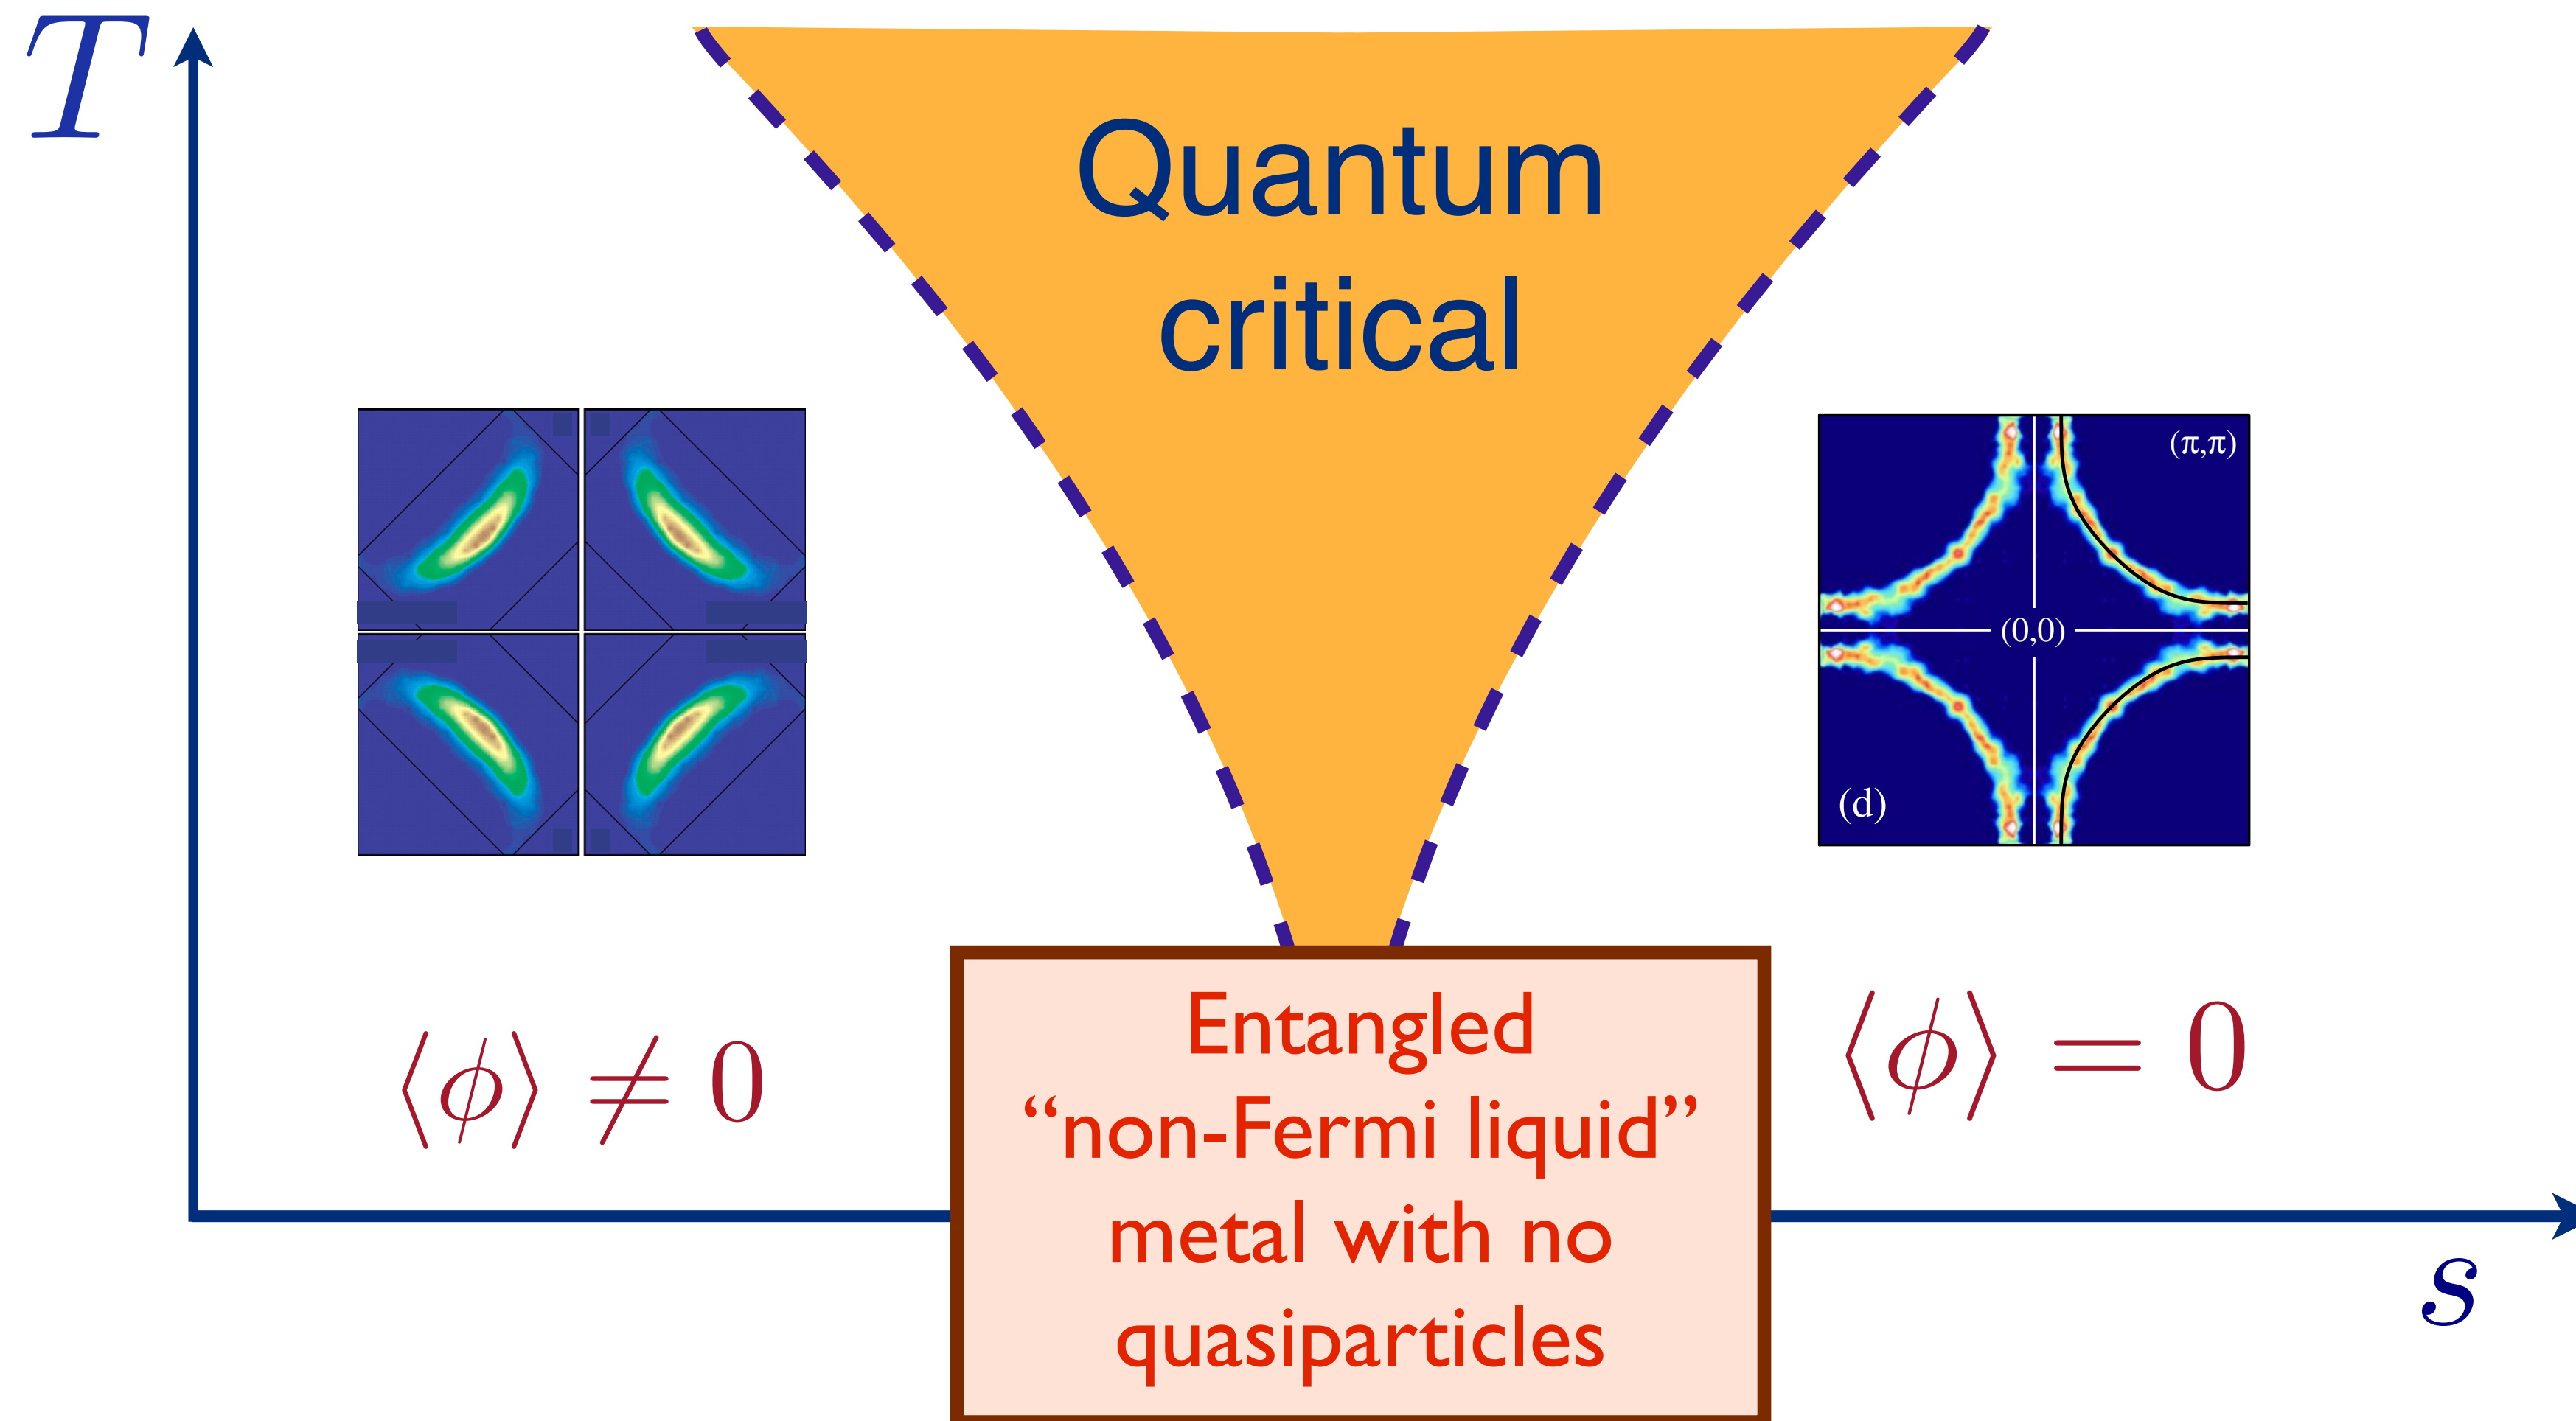 T
Quantum
critical
(π,π)
(0,0)
(d)
⟨ϕ⟩ ≠ 0
⟨ϕ⟩ = 0
Entangled
“non-Fermi liquid”
metal with no
quasiparticles
s